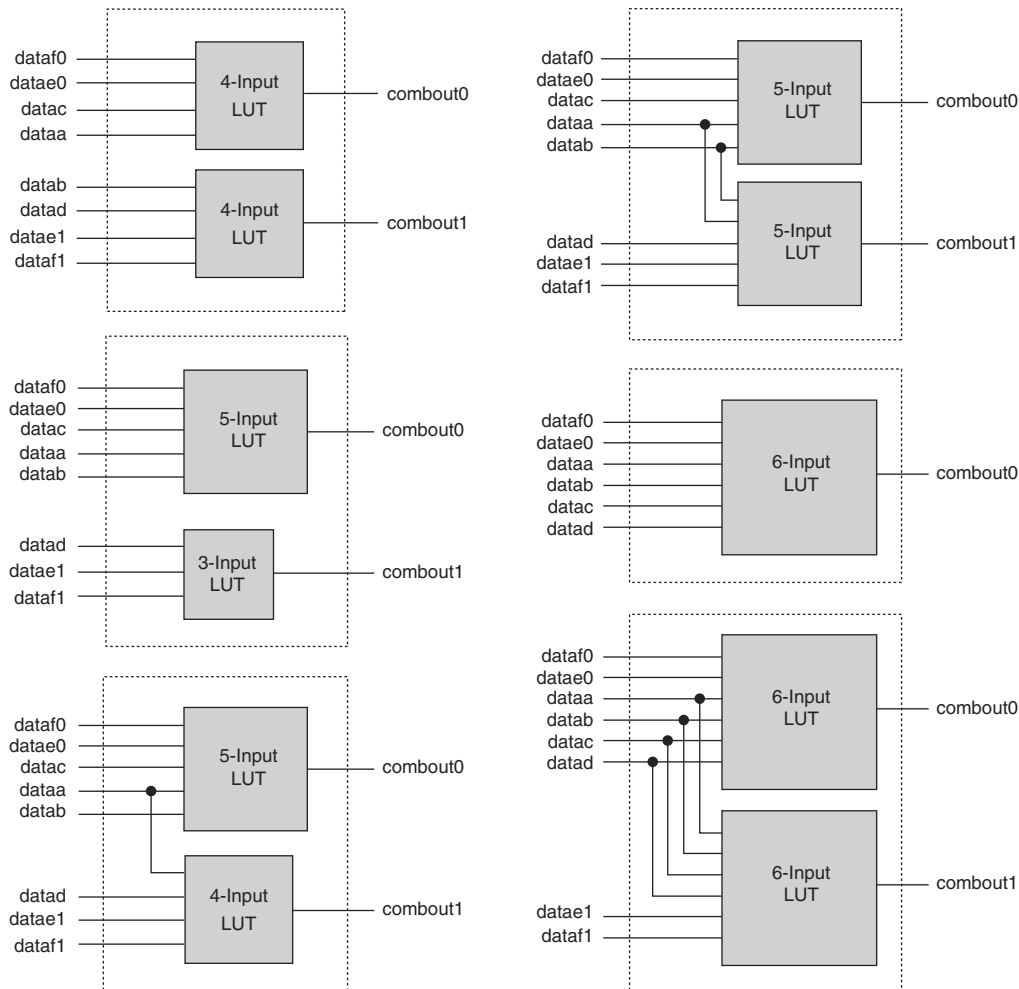 dataf0
datae0
datac
dataa
4-Input
LUT
combout0
datab
datad
datae1
dataf1
4-Input
LUT
combout1
dataf0
datae0
datac
dataa
datab
5-Input
LUT
combout0
datad
datae1
dataf1
3-Input
LUT
combout1
dataf0
datae0
datac
dataa
datab
5-Input
LUT
combout0
datad
datae1
dataf1
4-Input
LUT
combout1
dataf0
datae0
datac
dataa
datab
5-Input
LUT
combout0
datad
datae1
dataf1
5-Input
LUT
combout1
dataf0
datae0
dataa
datab
datac
datad
6-Input
LUT
combout0
dataf0
datae0
dataa
datab
datac
datad
6-Input
LUT
combout0
datae1
dataf1
6-Input
LUT
combout1